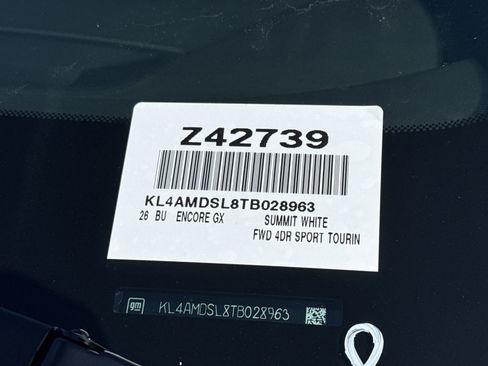 Z42739
KL4AMDSL8TB028963
26 BU ENCORE GX SUMMIT WHITE
FWD 4DR SPORT TOURIN
gm KL4AMDSL8TB028963